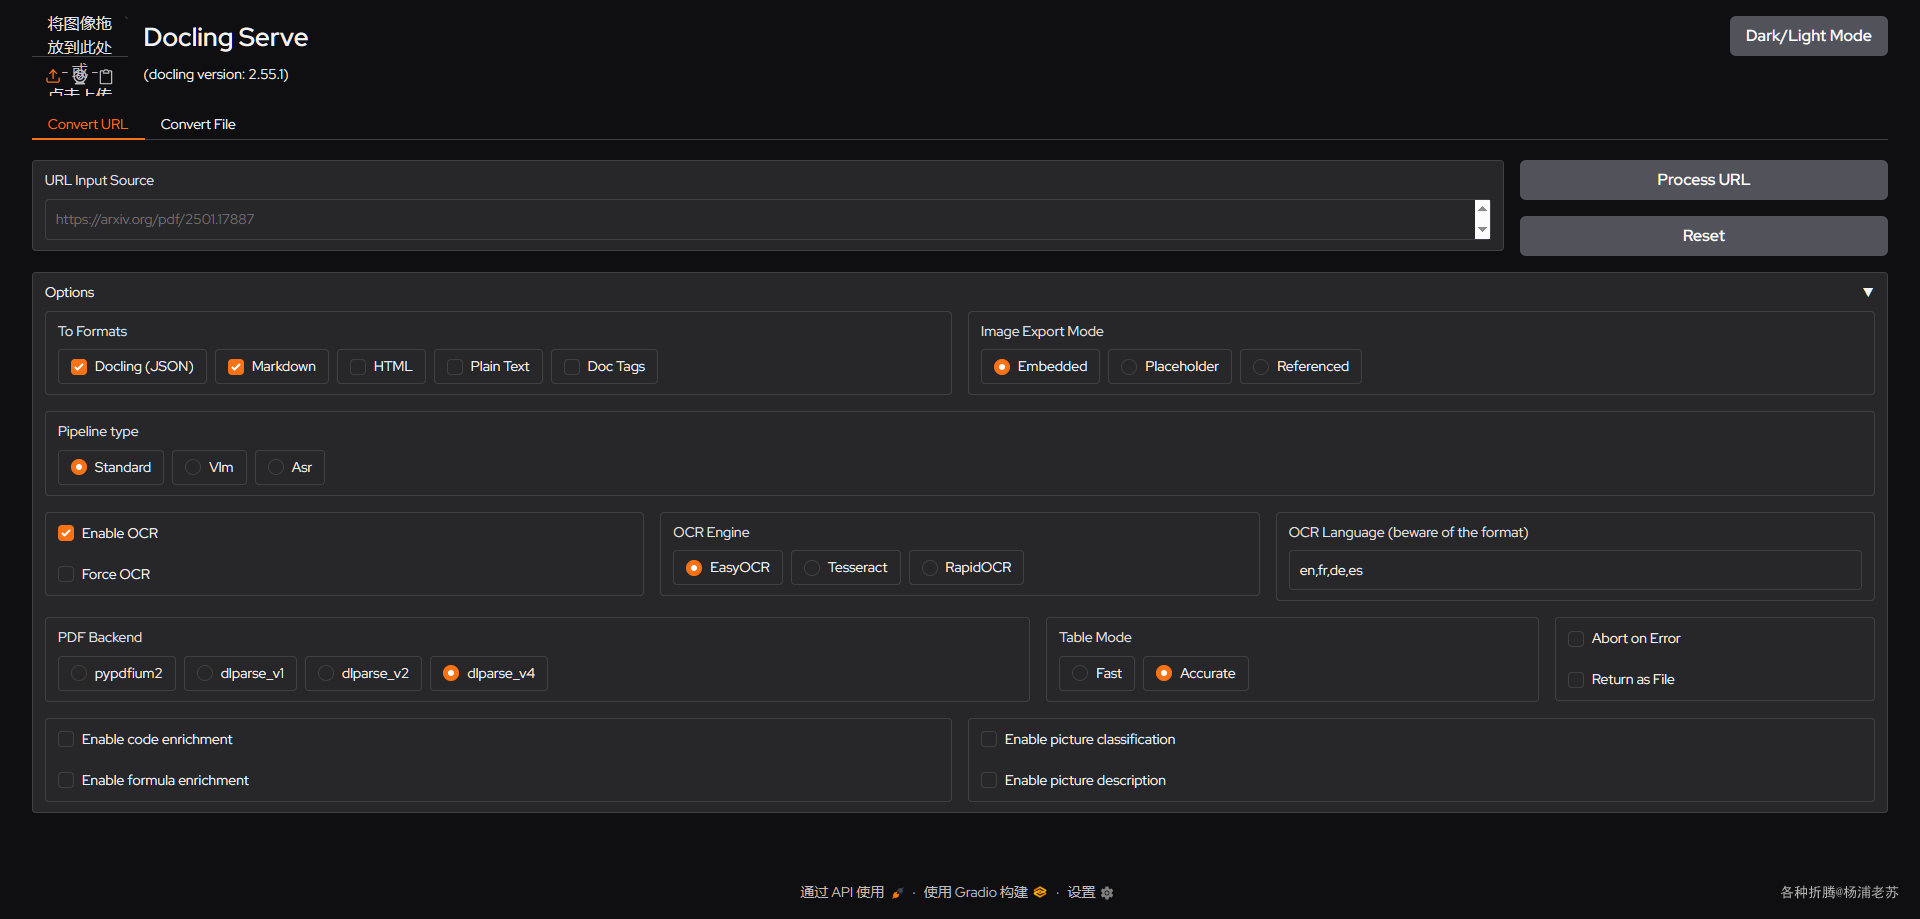 将图像拖
放到此处
- 或 -
点击上传
Docling Serve
(docling version: 2.55.1)
Dark/Light Mode
Convert URL
Convert File
URL Input Source
https://arxiv.org/pdf/2501.17887
Process URL
Reset
Options
To Formats
Docling (JSON)
Markdown
HTML
Plain Text
Doc Tags
Image Export Mode
Embedded
Placeholder
Referenced
Pipeline type
Standard
Vlm
Asr
Enable OCR
Force OCR
OCR Engine
EasyOCR
Tesseract
RapidOCR
OCR Language (beware of the format)
en,fr,de,es
PDF Backend
pypdfium2
dlparse_v1
dlparse_v2
dlparse_v4
Table Mode
Fast
Accurate
Abort on Error
Return as File
Enable code enrichment
Enable formula enrichment
Enable picture classification
Enable picture description
通过 API 使用 · 使用 Gradio 构建 · 设置
各种折腾@杨浦老苏